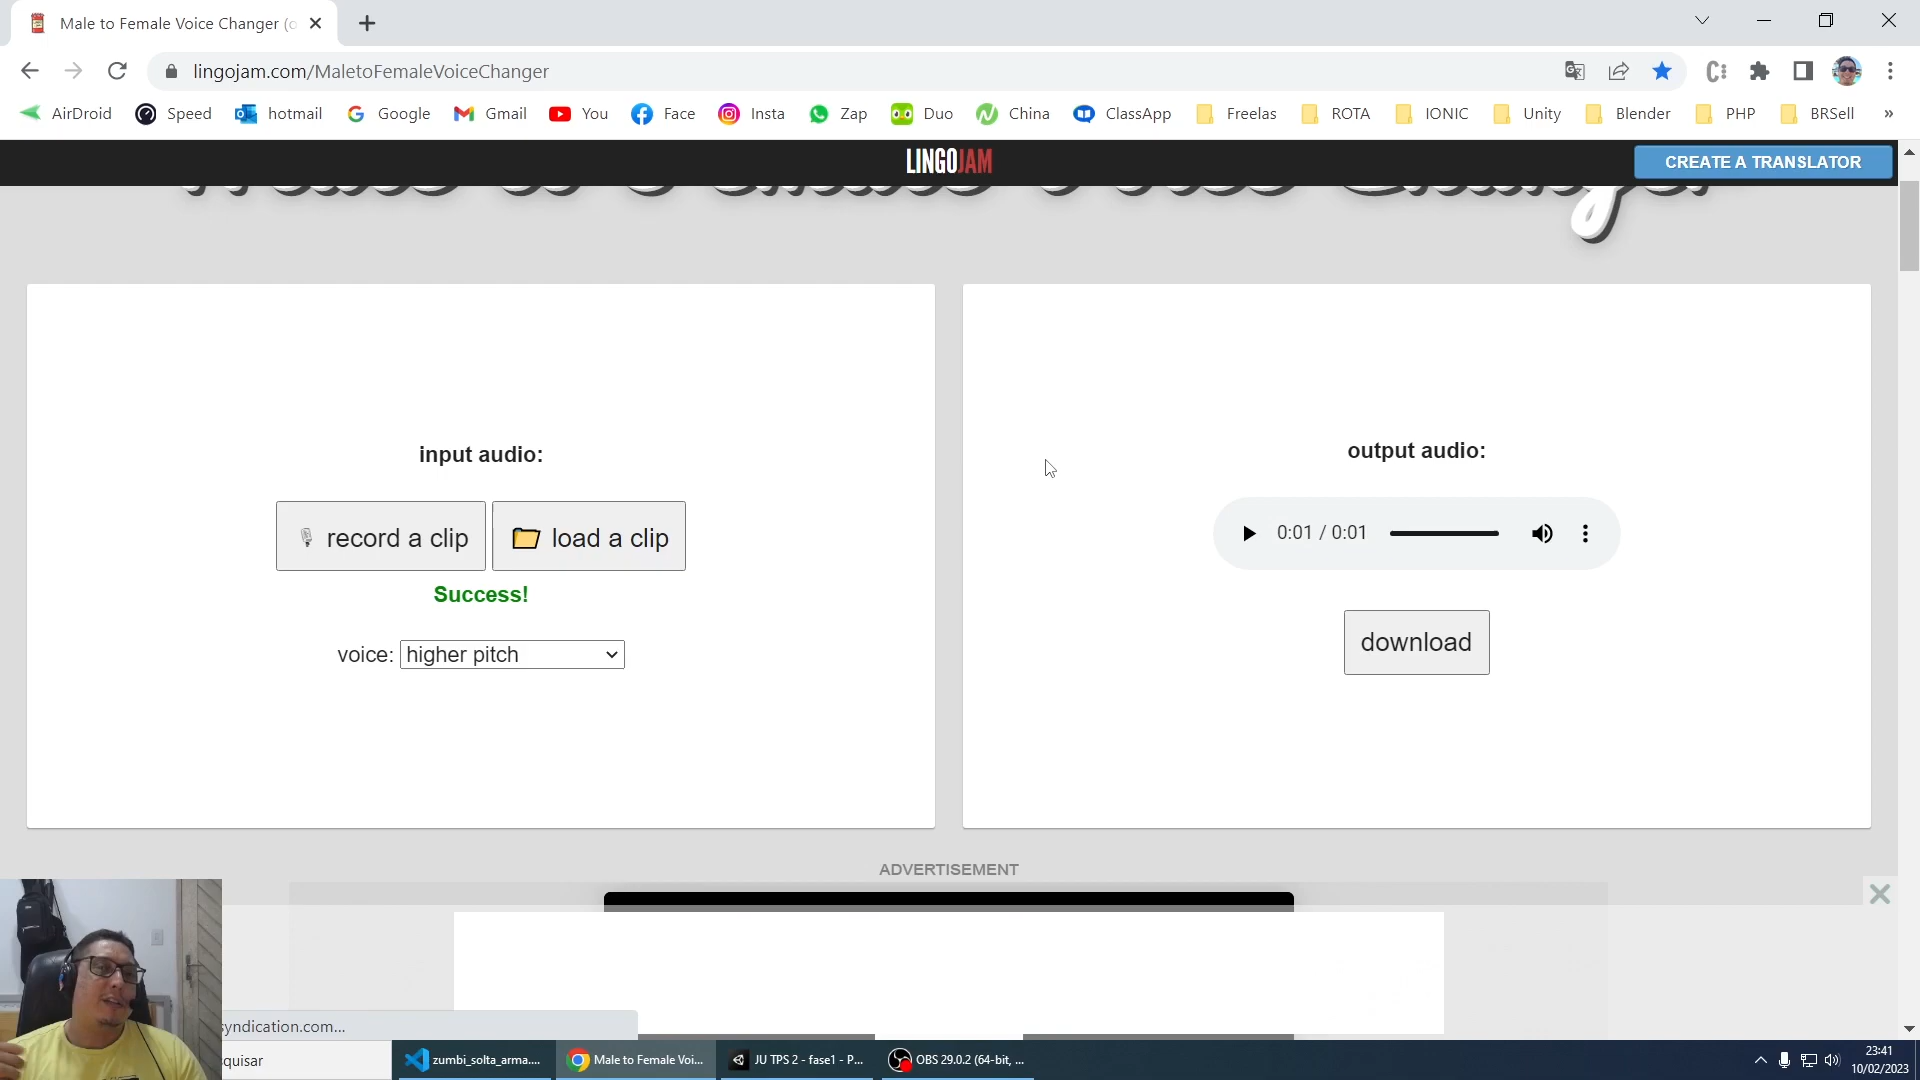 Male to Female Voice Changer (o
lingojam.com/MaletoFemaleVoiceChanger
AirDroid Speed hotmail Google Gmail You Face Insta Zap Duo China ClassApp Freelas ROTA IONIC Unity Blender PHP BRSell »
LINGOJAM
CREATE A TRANSLATOR
input audio:
record a clip
load a clip
Success!
voice: higher pitch
output audio:
0:01 / 0:01
download
ADVERTISEMENT
syndication.com...
quisar
zumbi_solta_arma....
Male to Female Voi...
JU TPS 2 - fase1 - P...
OBS 29.0.2 (64-bit, ...
23:41
10/02/2023